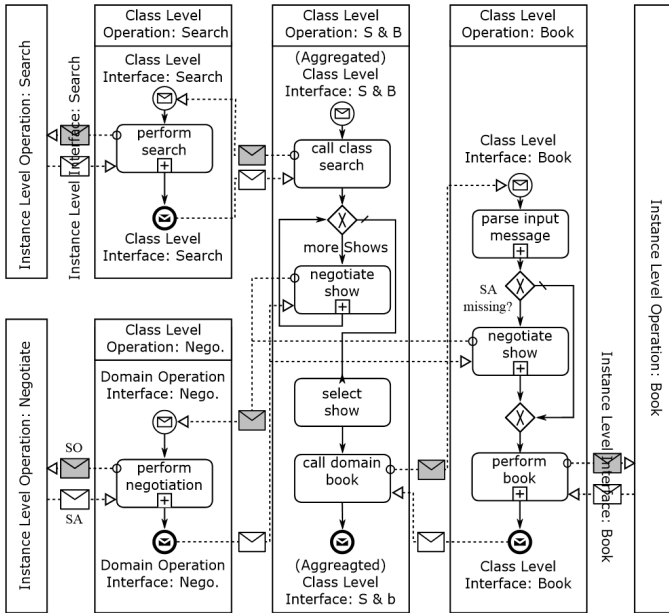 Instance Level Operation: Search
Instance Level Interface: Search
Class Level
Operation: Search
Class Level
Interface: Search
perform
search
Class Level
Interface: Search
Instance Level Operation: Negotiate
SO
SA
Class Level
Operation: Nego.
Domain Operation
Interface: Nego.
perform
negotiation
Domain Operation
Interface: Nego.
Class Level
Operation: S & B
(Aggregated)
Class Level
Interface: S & B
call class
search
more Shows
negotiate
show
select
show
call domain
book
(Aggreagted)
Class Level
Interface: S & b
Class Level
Operation: Book
Class Level
Interface: Book
parse input
message
SA
missing?
negotiate
show
perform
book
Class Level
Interface: Book
Instance Level Interface: Book
Instance Level Operation: Book